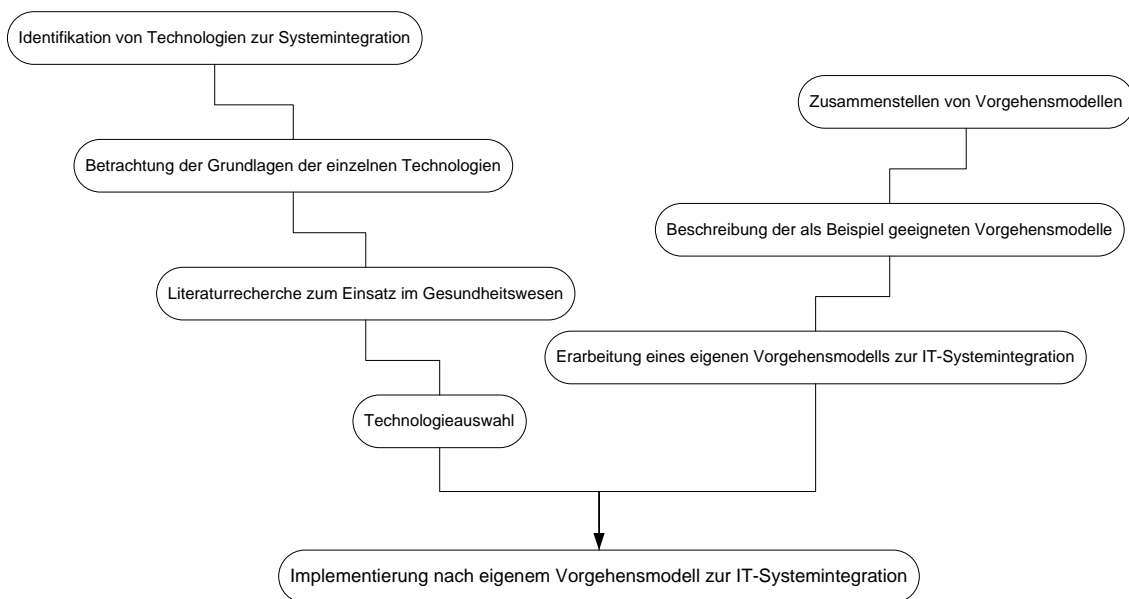 Identifikation von Technologien zur Systemintegration
Zusammenstellen von Vorgehensmodellen
Betrachtung der Grundlagen der einzelnen Technologien
Beschreibung der als Beispiel geeigneten Vorgehensmodelle
Literaturrecherche zum Einsatz im Gesundheitswesen
Erarbeitung eines eigenen Vorgehensmodells zur IT-Systemintegration
Technologieauswahl
Implementierung nach eigenem Vorgehensmodell zur IT-Systemintegration